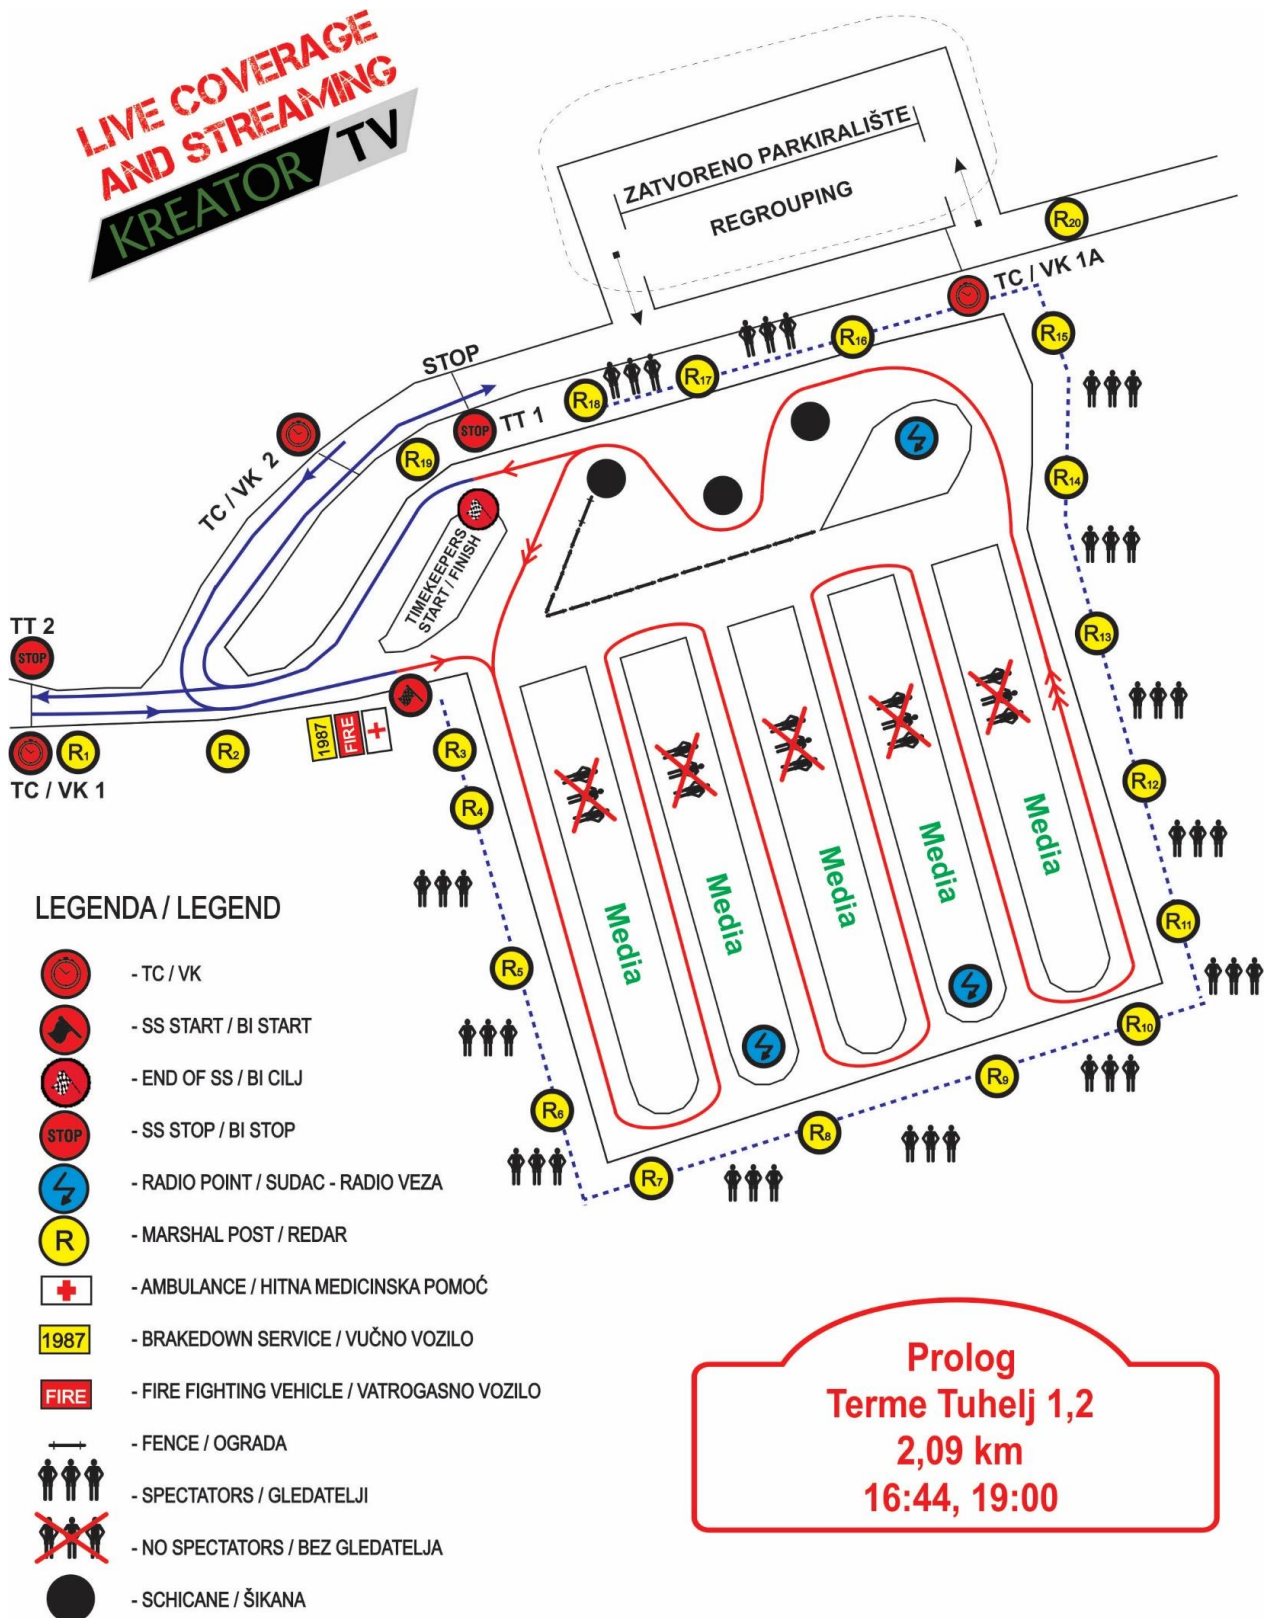 LIVE COVERAGE
AND STREAMING
KREATOR TV
ZATVORENO PARKIRALIŠTE
REGROUPING
R20
TC / VK 1A
R15
R16
R17
R18
STOP
STOP
TT 1
R19
TC / VK 2
R14
TIMEKEEPERS
START / FINISH
R13
TT 2
STOP
R1
TC / VK 1
R2
1987
FIRE
R3
R4
R12
Media
Media
Media
Media
Media
R11
R5
R10
R9
R6
R8
R7
LEGENDA / LEGEND
- TC / VK
- SS START / BI START
- END OF SS / BI CILJ
STOP - SS STOP / BI STOP
- RADIO POINT / SUDAC - RADIO VEZA
R - MARSHAL POST / REDAR
- AMBULANCE / HITNA MEDICINSKA POMOĆ
1987 - BRAKEDOWN SERVICE / VUČNO VOZILO
FIRE - FIRE FIGHTING VEHICLE / VATROGASNO VOZILO
- FENCE / OGRADA
- SPECTATORS / GLEDATELJI
- NO SPECTATORS / BEZ GLEDATELJA
- SCHICANE / ŠIKANA
Prolog
Terme Tuhelj 1,2
2,09 km
16:44, 19:00